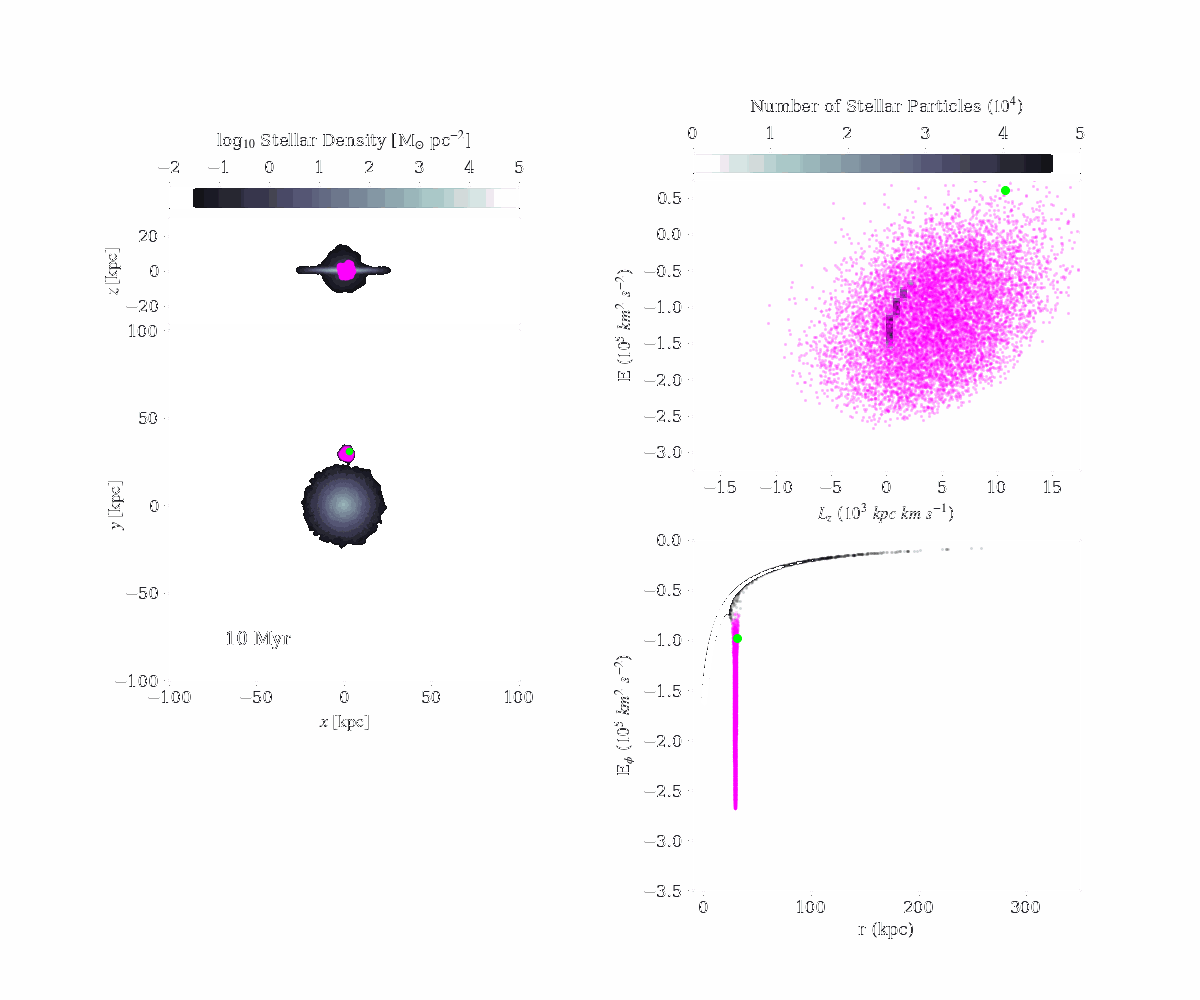 log₁₀ Stellar Density [M⊙ pc⁻²]
−2 −1 0 1 2 3 4 5
20
0
−20
z [kpc]
100
50
0
−50
−100
y [kpc]
10 Myr
−100 −50 0 50 100
x [kpc]
Number of Stellar Particles (10⁴)
0 1 2 3 4 5
0.5
0.0
−0.5
−1.0
−1.5
−2.0
−2.5
−3.0
E (10⁵ km² s⁻²)
−15 −10 −5 0 5 10 15
L_z (10³ kpc km s⁻¹)
0.0
−0.5
−1.0
−1.5
−2.0
−2.5
−3.0
−3.5
E_ϕ (10⁵ km² s⁻²)
0 100 200 300
r (kpc)